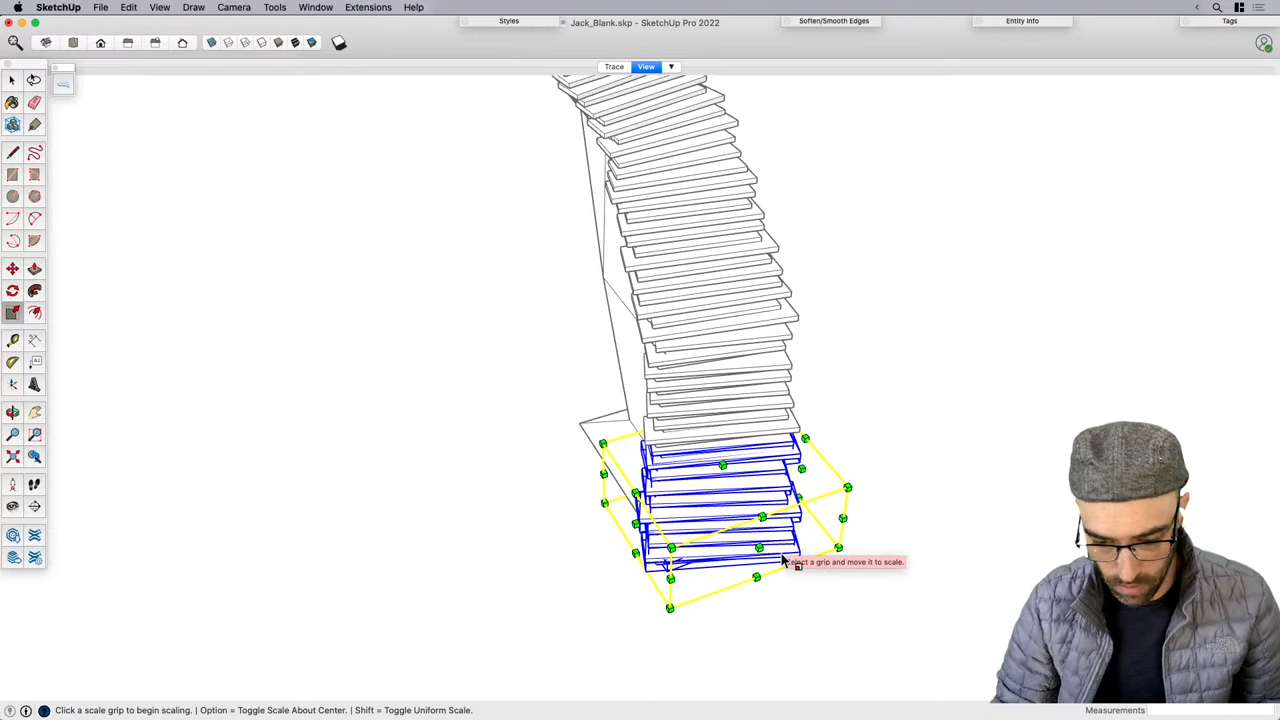 SketchUp File Edit View Draw Camera Tools Window Extensions Help
Styles
Jack_Blank.skp - SketchUp Pro 2022
Soften/Smooth Edges
Entity Info
Tags
Trace View
Select a grip and move it to scale.
Click a scale grip to begin scaling. | Option = Toggle Scale About Center. | Shift = Toggle Uniform Scale.
Measurements